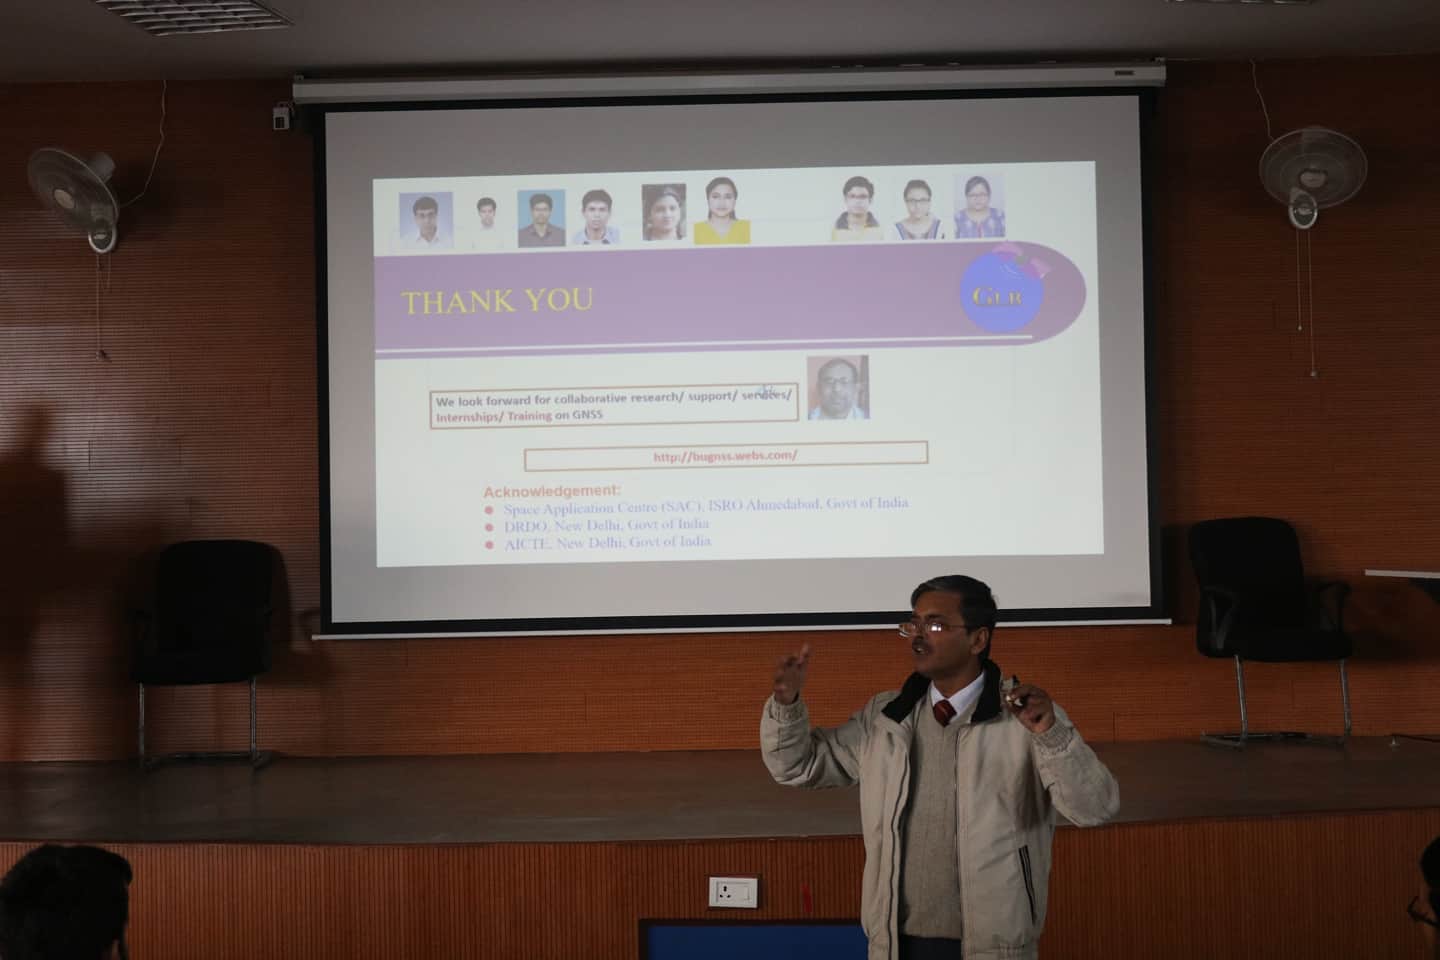 THANK YOU
GLB
We look forward for collaborative research/ support/ services/
Internships/ Training on GNSS
http://bugnss.webs.com/
Acknowledgement:
Space Application Centre (SAC), ISRO Ahmedabad, Govt of India
DRDO, New Delhi, Govt of India
AICTE, New Delhi, Govt of India